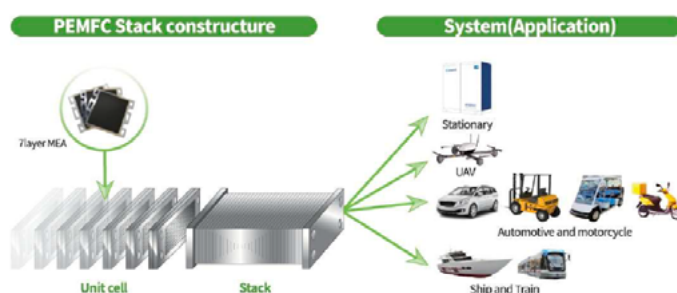 PEMFC Stack constructure
System(Application)
7layer MEA
Stationary
UAV
Automotive and motorcycle
Unit cell
Stack
Ship and Train